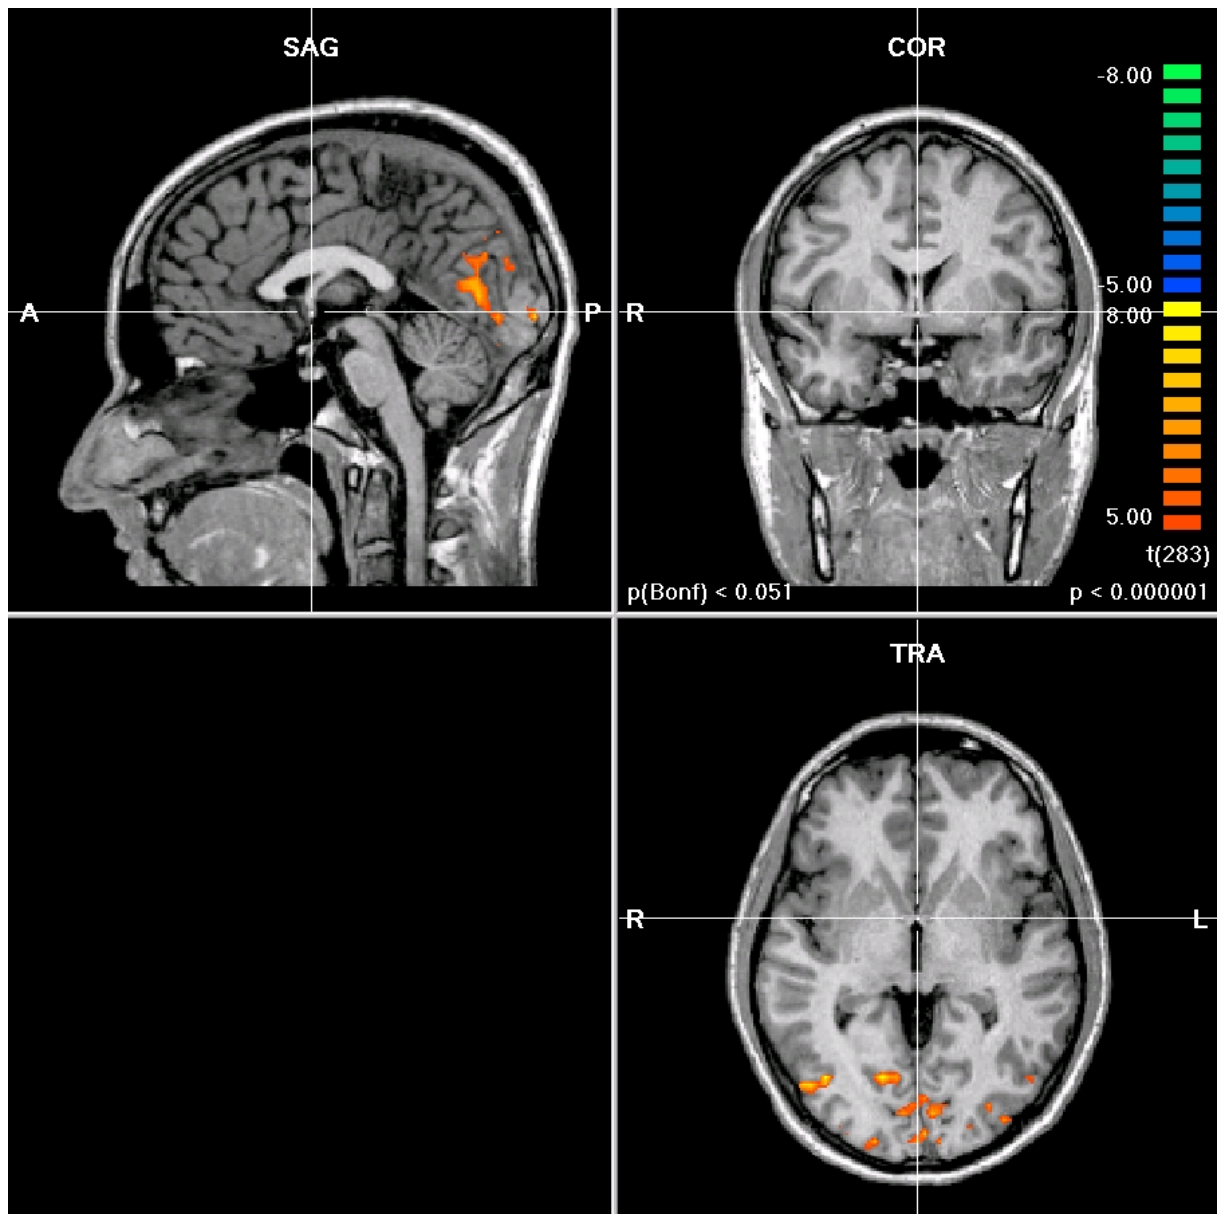 SAG
A
P
COR
R
-8.00
-5.00
8.00
5.00
t(283)
p(Bonf) < 0.051
p < 0.000001
TRA
R
L